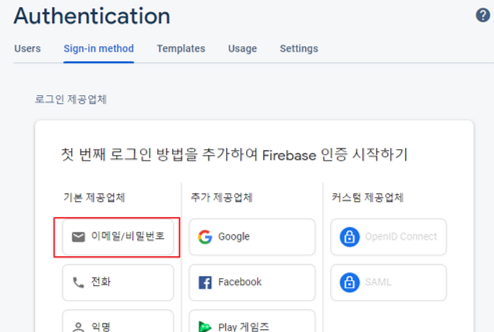 Authentication
Users Sign-in method Templates Usage Settings
로그인 제공업체
첫 번째 로그인 방법을 추가하여 Firebase 인증 시작하기
기본 제공업체 추가 제공업체 커스텀 제공업체
이메일/비밀번호 Google OpenID Connect
전화 Facebook SAML
익명 Play 게임즈